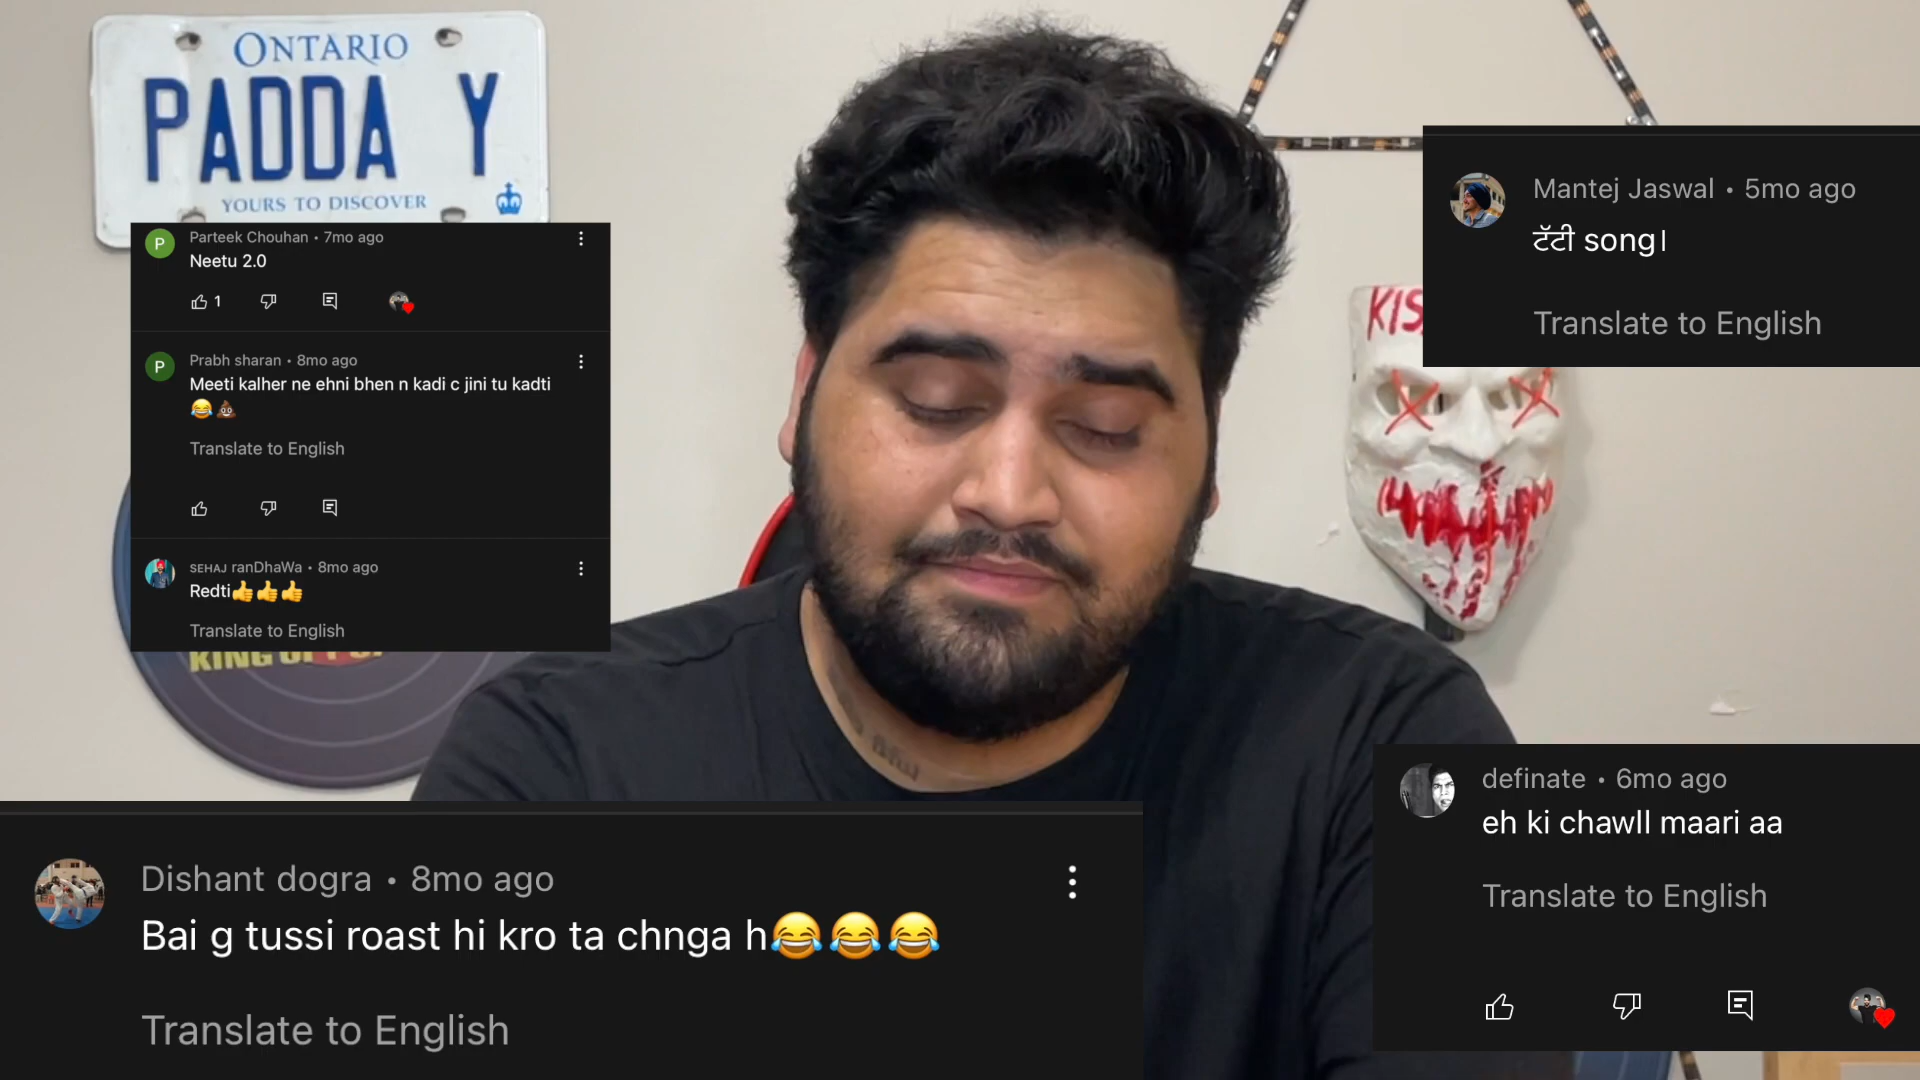 ONTARIO
PADDA Y
YOURS TO DISCOVER
Parteek Chouhan • 7mo ago
Neetu 2.0
1
Prabh sharan • 8mo ago
Meeti kalher ne ehni bhen n kadi c jini tu kadti
😂💩
Translate to English
SEHAJ ranDhaWa • 8mo ago
Redti👍👍👍
Translate to English
KING OF
Mantej Jaswal • 5mo ago
ਟੱਟੀ song।
Translate to English
KIS
Dishant dogra • 8mo ago
Bai g tussi roast hi kro ta chnga h😂😂😂
Translate to English
definate • 6mo ago
eh ki chawll maari aa
Translate to English